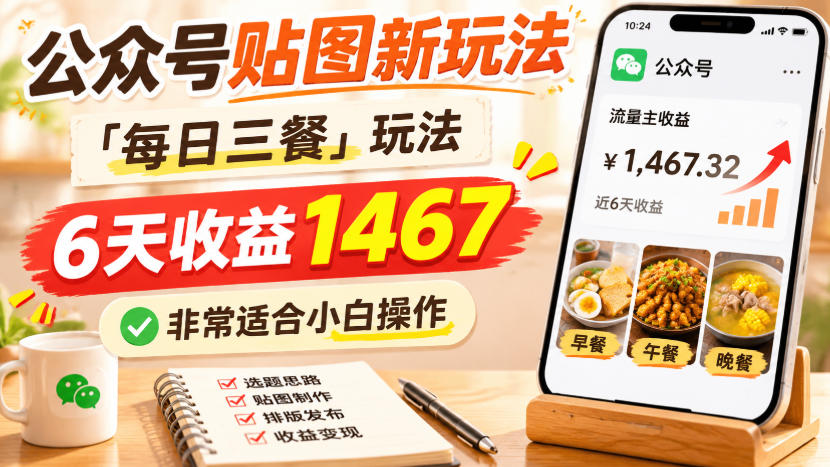 公众号贴图新玩法
「每日三餐」玩法
6天收益1467
非常适合小白操作
选题思路
贴图制作
排版发布
收益变现
10:24
公众号
流量主收益
¥1,467.32
近6天收益
早餐
午餐
晚餐